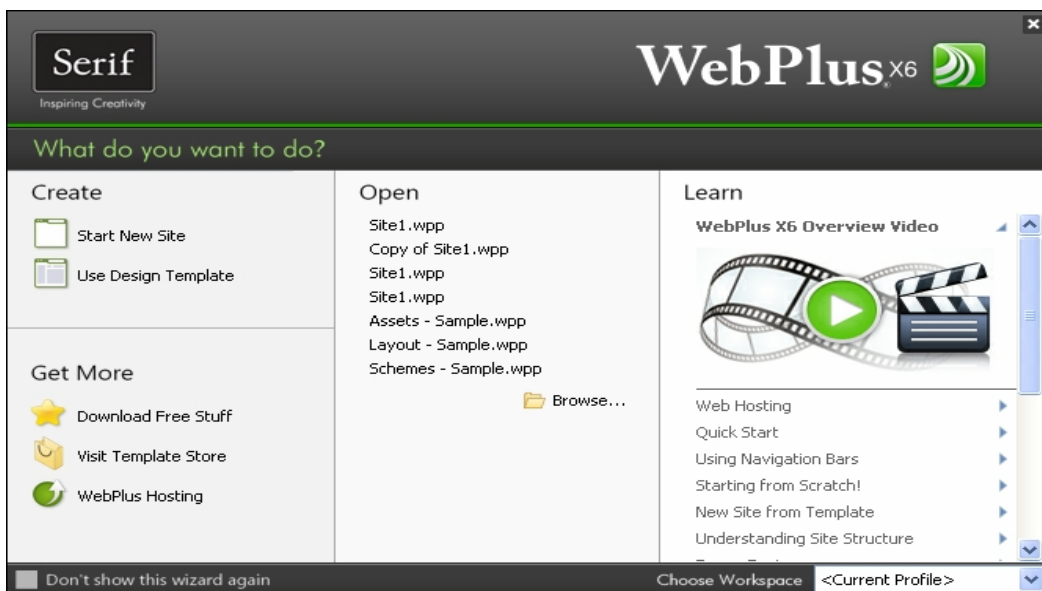 Serif
Inspiring Creativity
WebPlus X6
What do you want to do?
Create
Start New Site
Use Design Template
Get More
Download Free Stuff
Visit Template Store
WebPlus Hosting
Open
Site1.wpp
Copy of Site1.wpp
Site1.wpp
Site1.wpp
Assets - Sample.wpp
Layout - Sample.wpp
Schemes - Sample.wpp
Browse...
Learn
WebPlus X6 Overview Video
Web Hosting
Quick Start
Using Navigation Bars
Starting from Scratch!
New Site from Template
Understanding Site Structure
Don't show this wizard again
Choose Workspace
<Current Profile>